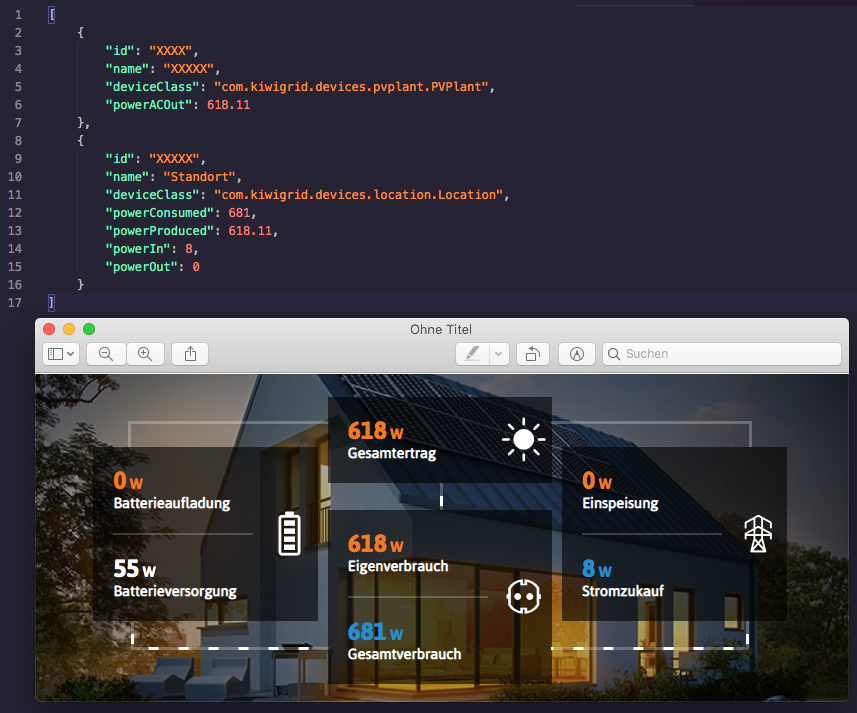 1 [
2 {
3 "id": "XXXX",
4 "name": "XXXXX",
5 "deviceClass": "com.kiwigrid.devices.pvplant.PVPlant",
6 "powerACOut": 618.11
7 },
8 {
9 "id": "XXXXX",
10 "name": "Standort",
11 "deviceClass": "com.kiwigrid.devices.location.Location",
12 "powerConsumed": 681,
13 "powerProduced": 618.11,
14 "powerIn": 8,
15 "powerOut": 0
16 }
17 ]
Ohne Titel
Suchen
618 w
Gesamtertrag
0 w
Batterieaufladung
55 w
Batterieversorgung
618 w
Eigenverbrauch
681 w
Gesamtverbrauch
0 w
Einspeisung
8 w
Stromzukauf